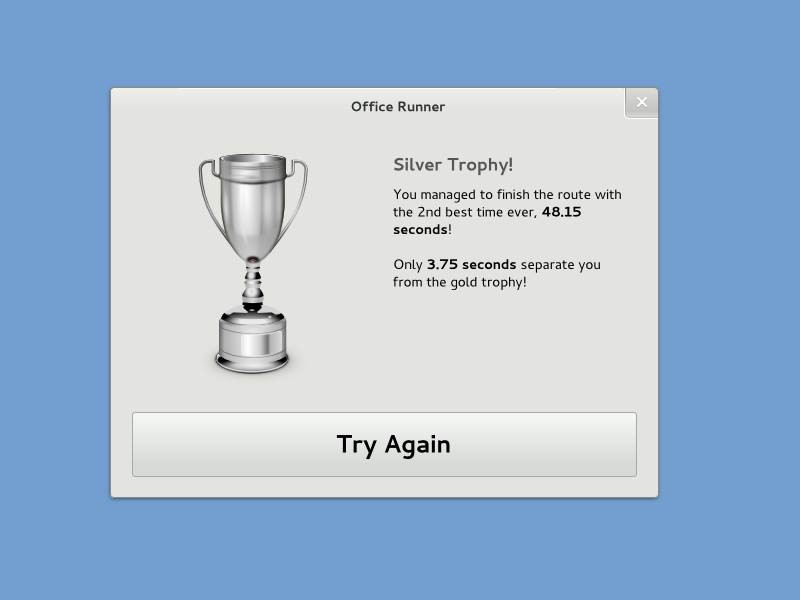 Office Runner
Silver Trophy!
You managed to finish the route with
the 2nd best time ever, 48.15
seconds!
Only 3.75 seconds separate you
from the gold trophy!
Try Again